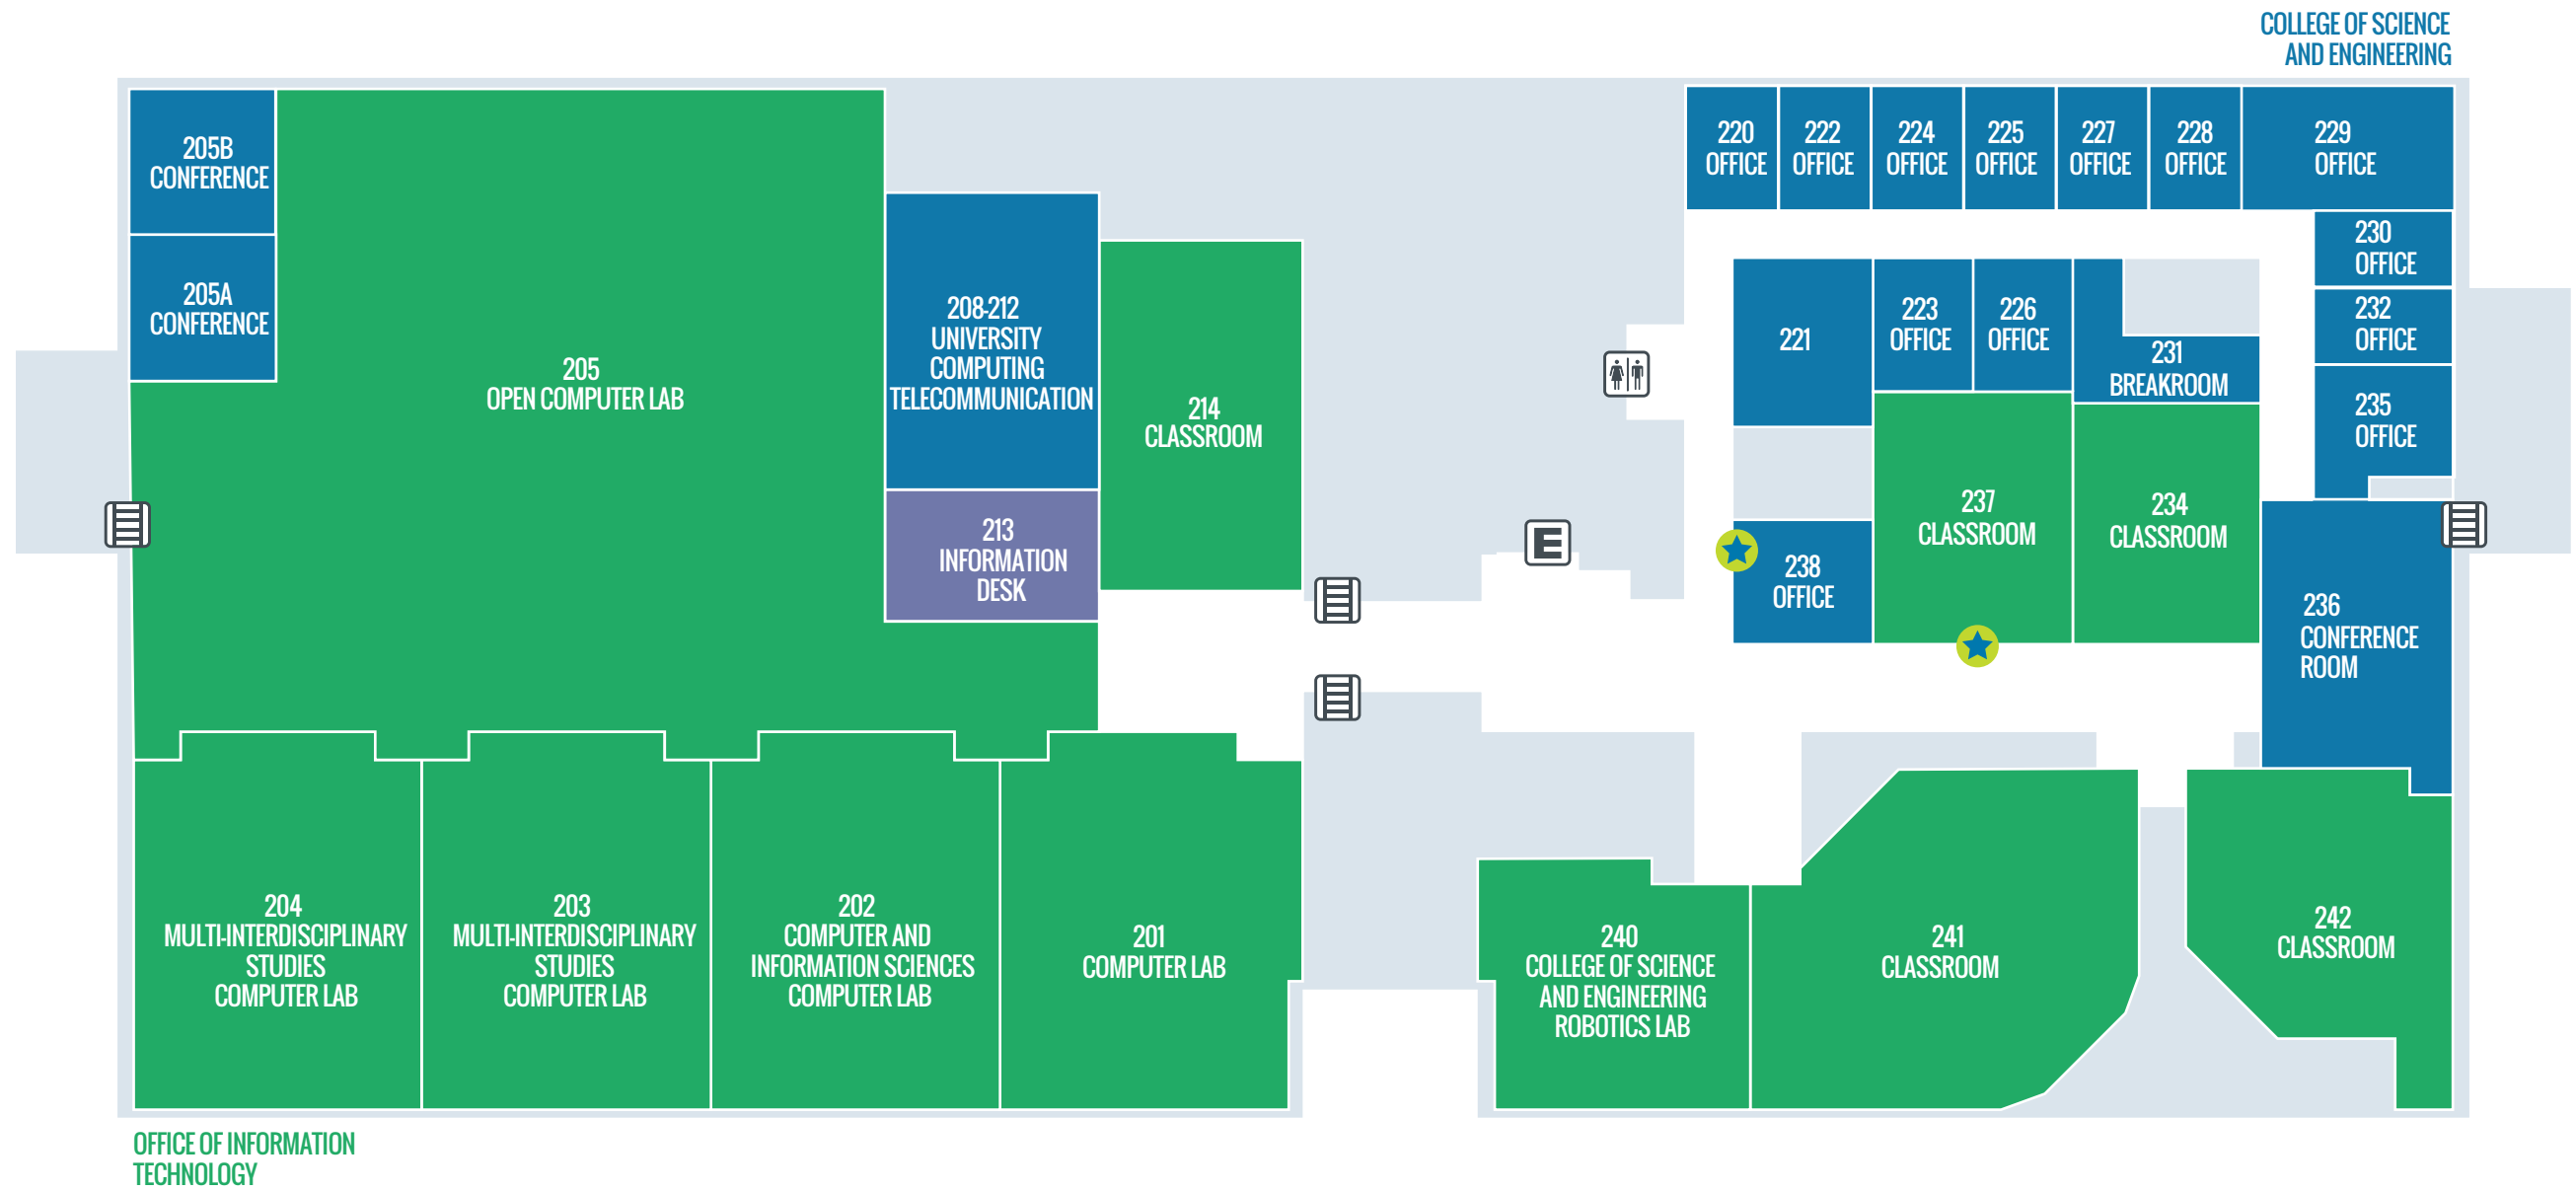 COLLEGE OF SCIENCE
AND ENGINEERING
205B
CONFERENCE
205A
CONFERENCE
205
OPEN COMPUTER LAB
208-212
UNIVERSITY
COMPUTING
TELECOMMUNICATION
213
INFORMATION
DESK
214
CLASSROOM
220
OFFICE
222
OFFICE
224
OFFICE
225
OFFICE
227
OFFICE
228
OFFICE
229
OFFICE
230
OFFICE
232
OFFICE
235
OFFICE
221
223
OFFICE
226
OFFICE
231
BREAKROOM
237
CLASSROOM
234
CLASSROOM
238
OFFICE
236
CONFERENCE
ROOM
E
204
MULTI-INTERDISCIPLINARY
STUDIES
COMPUTER LAB
203
MULTI-INTERDISCIPLINARY
STUDIES
COMPUTER LAB
202
COMPUTER AND
INFORMATION SCIENCES
COMPUTER LAB
201
COMPUTER LAB
240
COLLEGE OF SCIENCE
AND ENGINEERING
ROBOTICS LAB
241
CLASSROOM
242
CLASSROOM
OFFICE OF INFORMATION
TECHNOLOGY